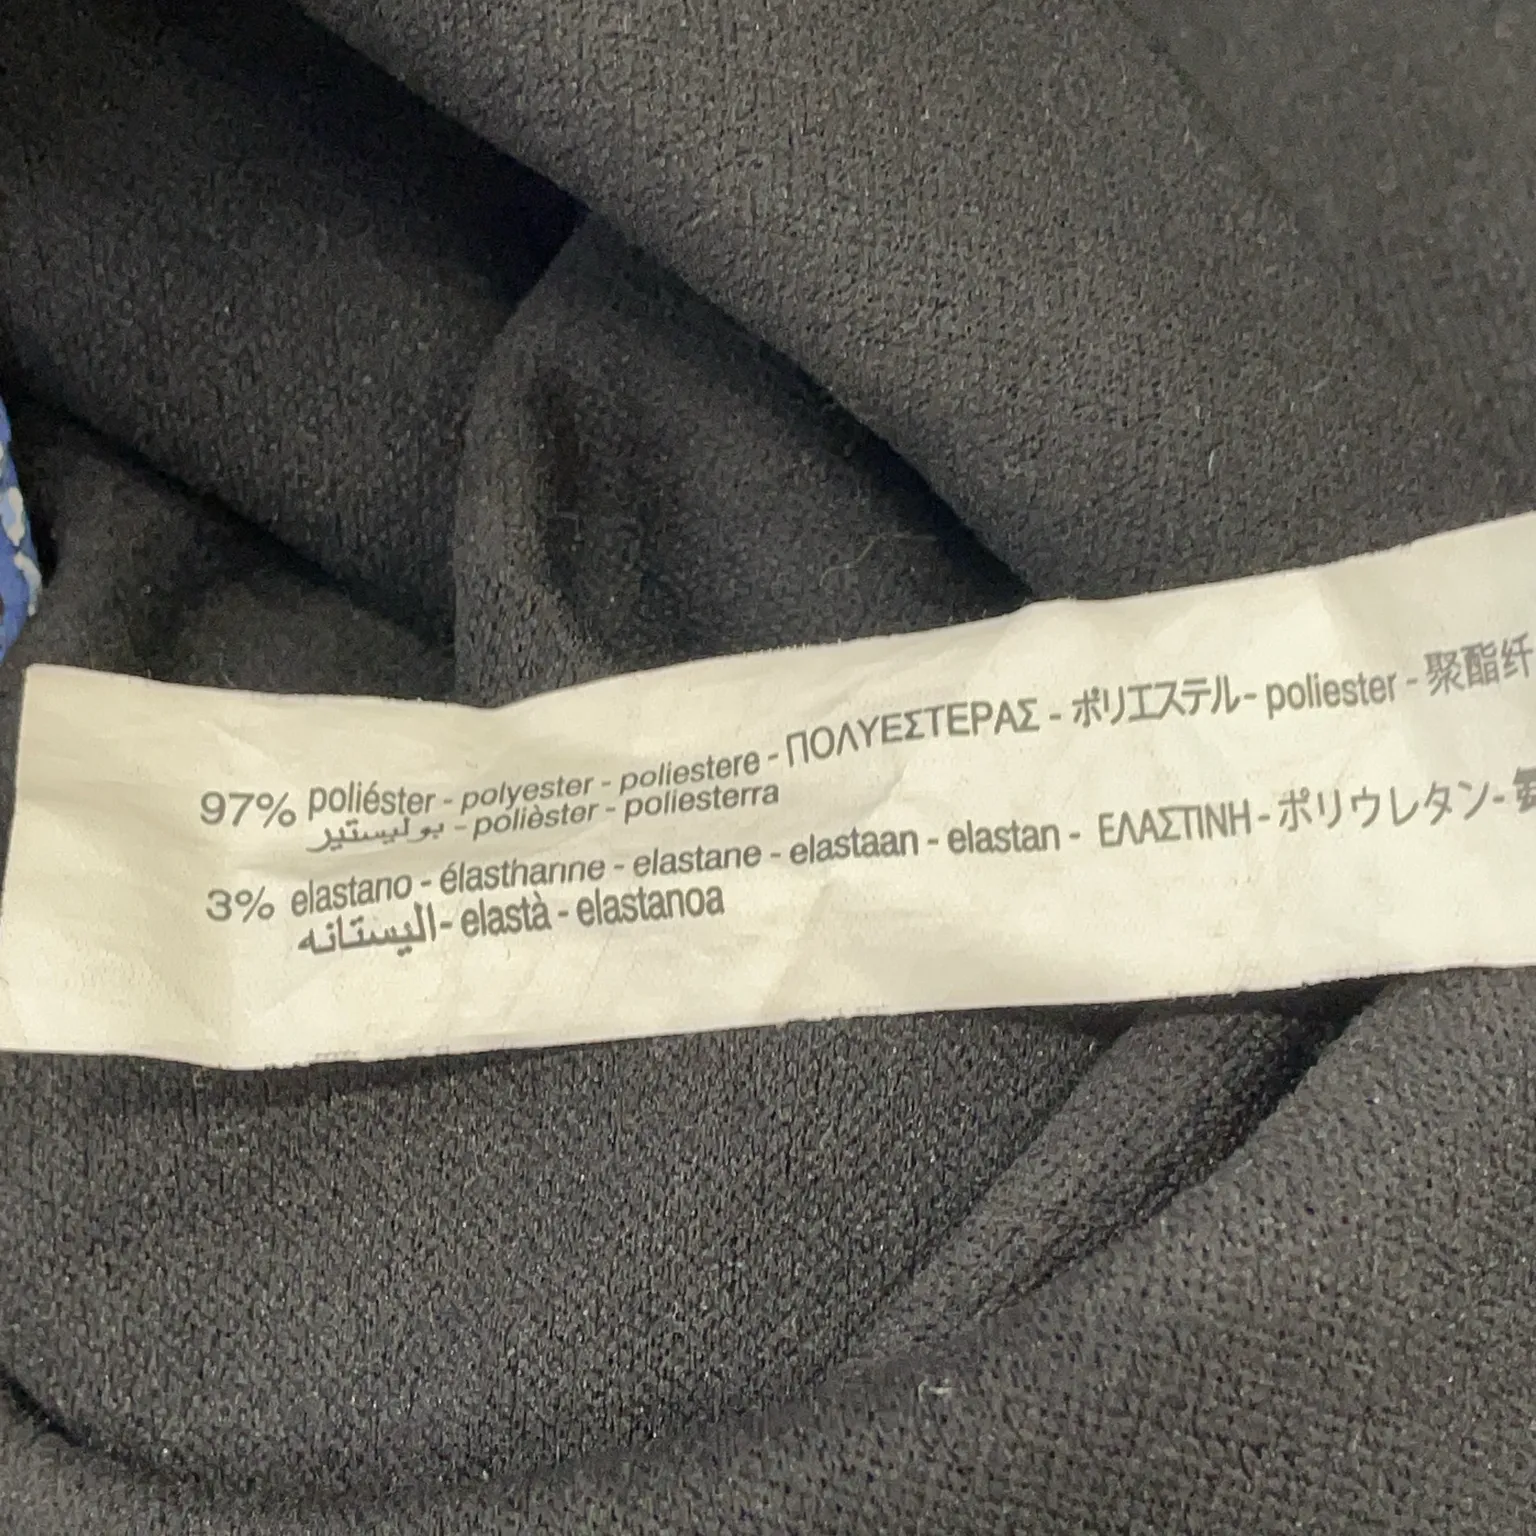 97% poliéster - polyester - poliestere - ΠΟΛΥΕΣΤΕΡΑΣ - ポリエステル - poliester - 聚酯纤
بوليستير - polièster - poliesterra
3% elastano - élasthanne - elastane - elastaan - elastan - ΕΛΑΣΤΙΝΗ - ポリウレタン -
اليستانه - elastà - elastanoa